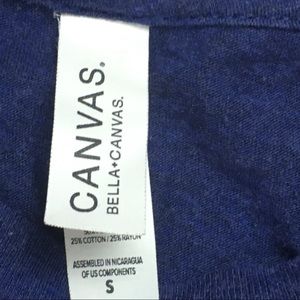 CANVAS.
BELLA+CANVAS.
25% COTTON / 25% RAYON
ASSEMBLED IN NICARAGUA
OF US COMPONENTS
S